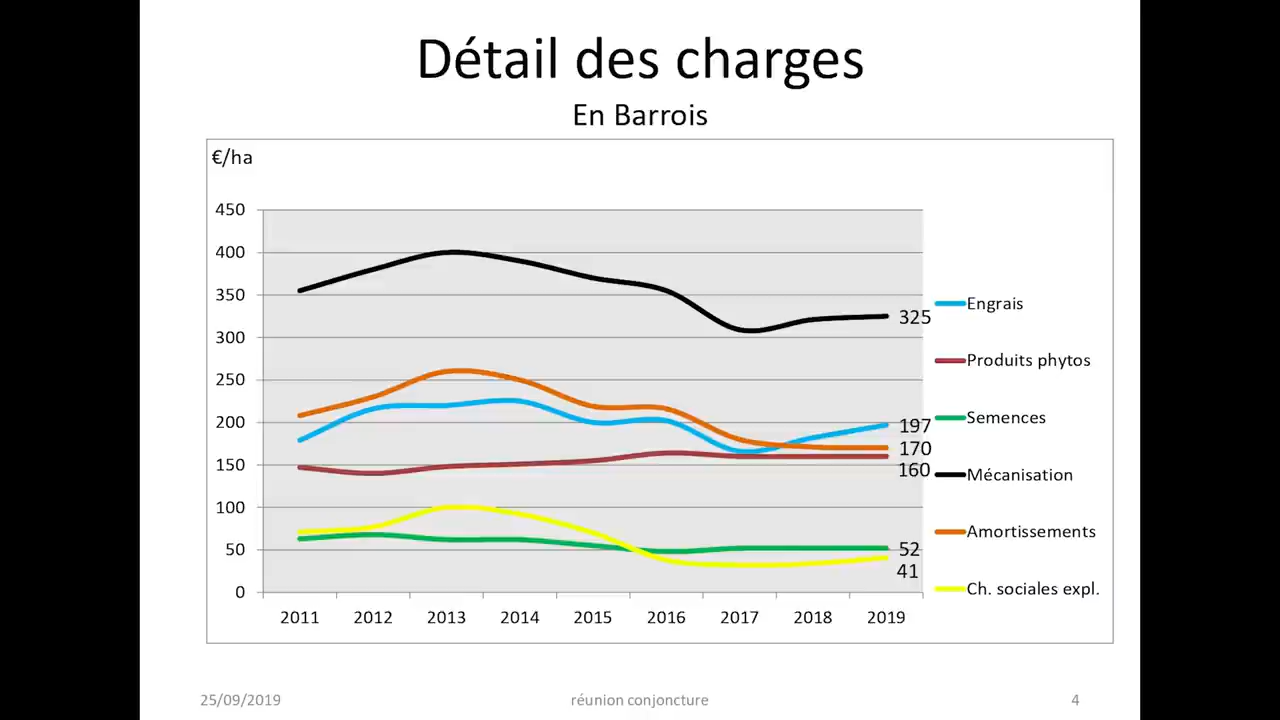 Détail des charges
En Barrois
€/ha
450
400
350
300
250
200
150
100
50
0
325
197
170
160
52
41
2011 2012 2013 2014 2015 2016 2017 2018 2019
Engrais
Produits phytos
Semences
Mécanisation
Amortissements
Ch. sociales expl.
25/09/2019 réunion conjoncture 4